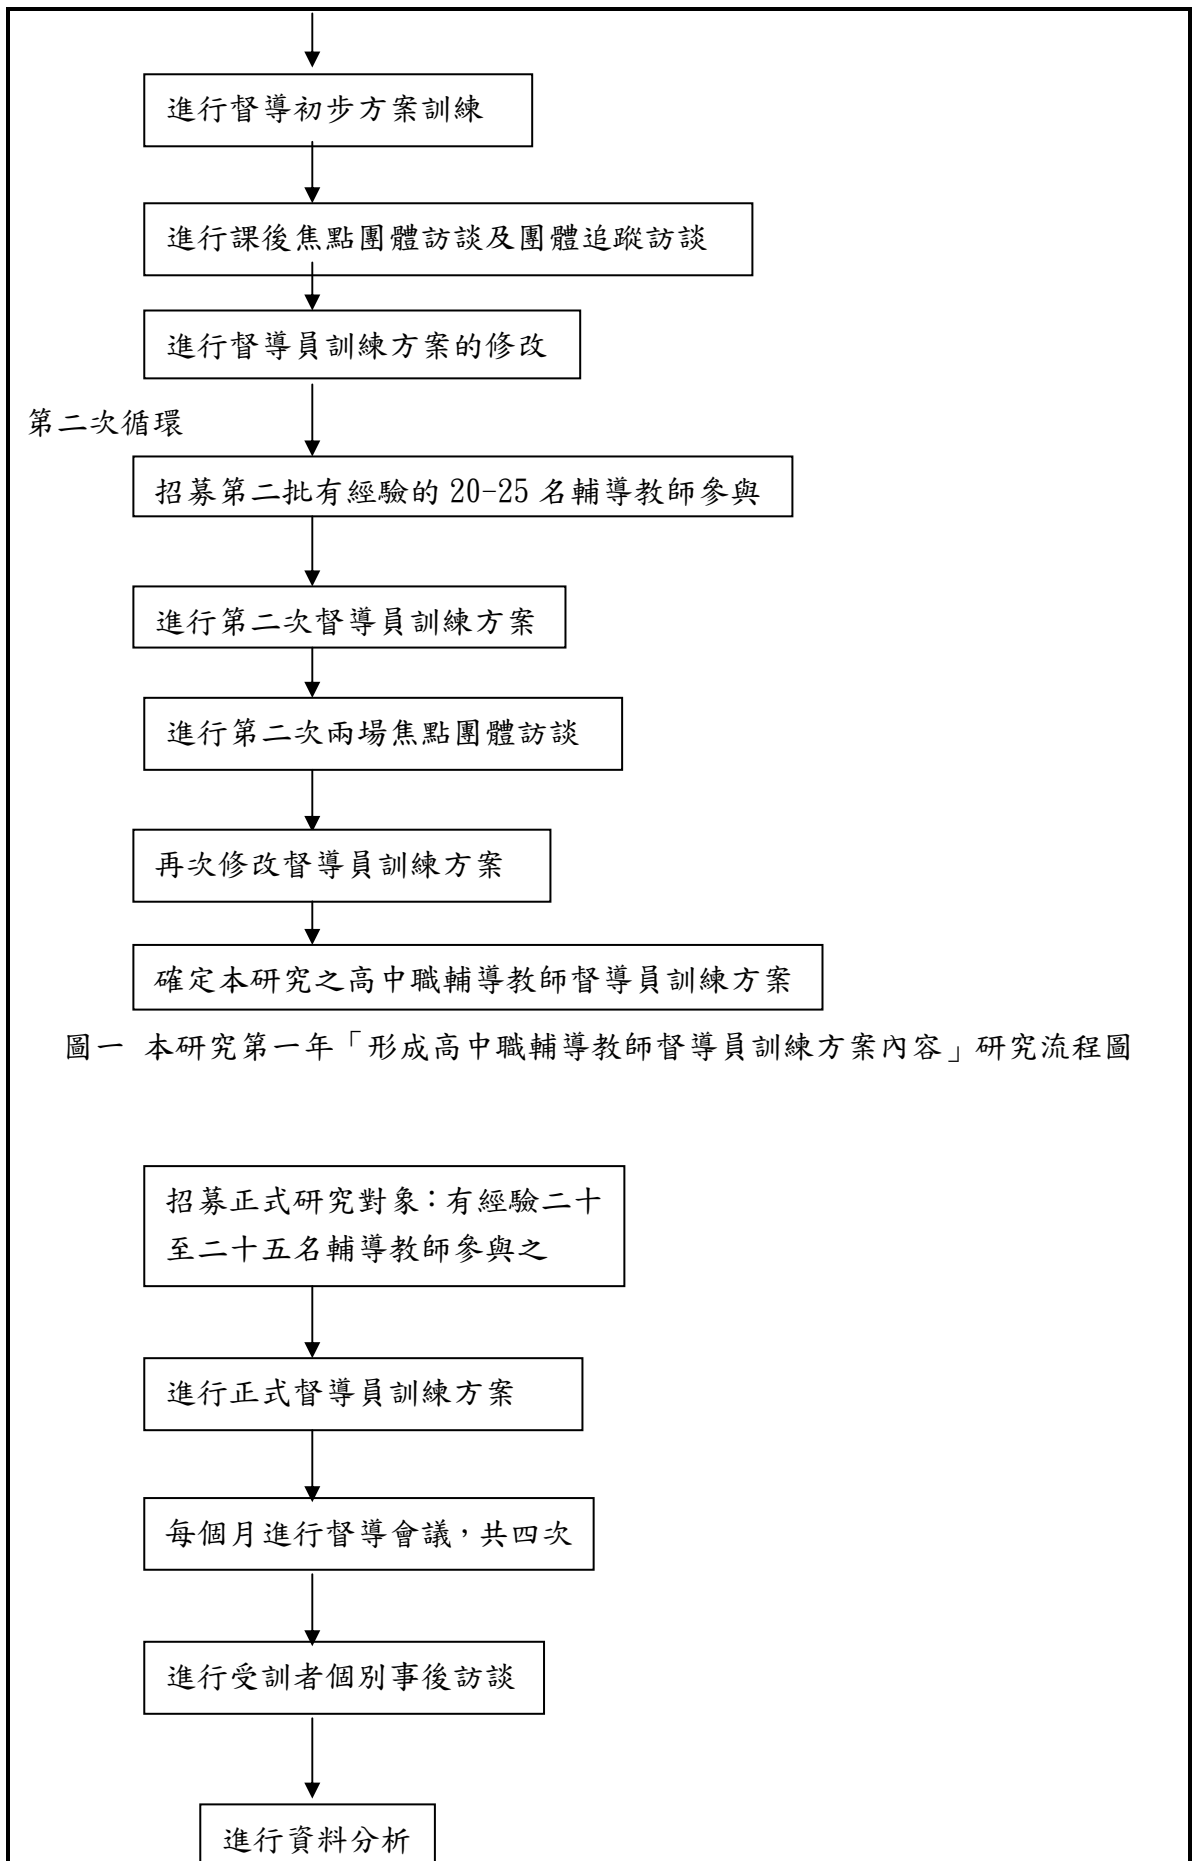 進行督導初步方案訓練
進行課後焦點團體訪談及團體追蹤訪談
進行督導員訓練方案的修改
第二次循環
招募第二批有經驗的 20-25 名輔導教師參與
進行第二次督導員訓練方案
進行第二次兩場焦點團體訪談
再次修改督導員訓練方案
確定本研究之高中職輔導教師督導員訓練方案
圖一 本研究第一年「形成高中職輔導教師督導員訓練方案內容」研究流程圖
招募正式研究對象：有經驗二十
至二十五名輔導教師參與之
進行正式督導員訓練方案
每個月進行督導會議，共四次
進行受訓者個別事後訪談
進行資料分析